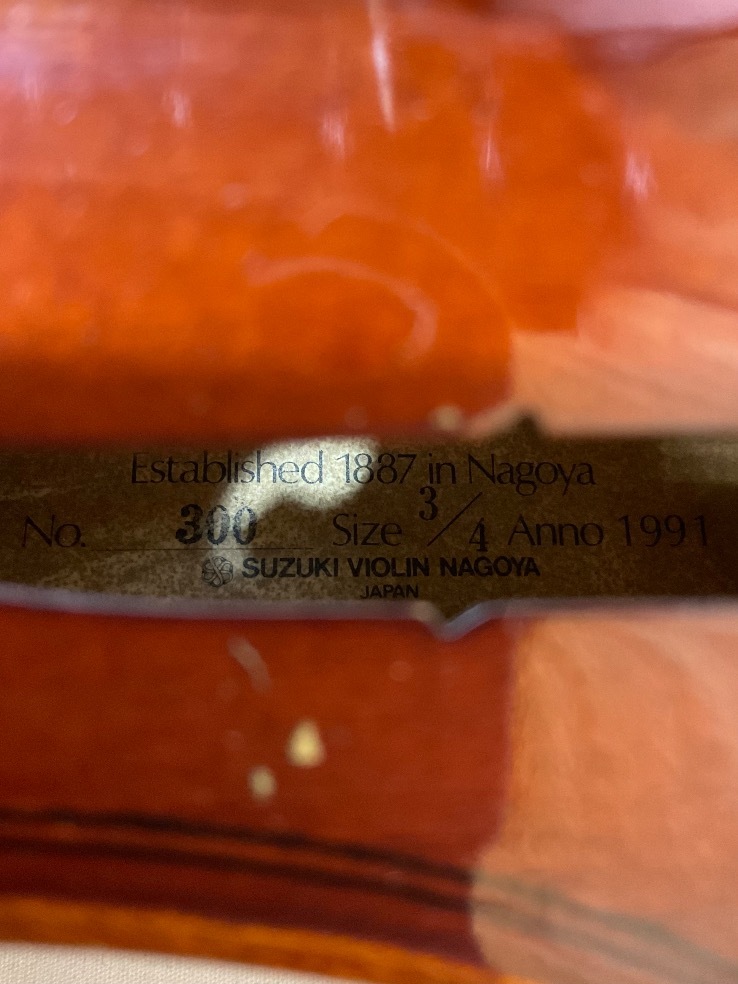 Established 1887 in Nagoya
No. 300 Size 3/4 Anno 1991
SUZUKI VIOLIN NAGOYA
JAPAN